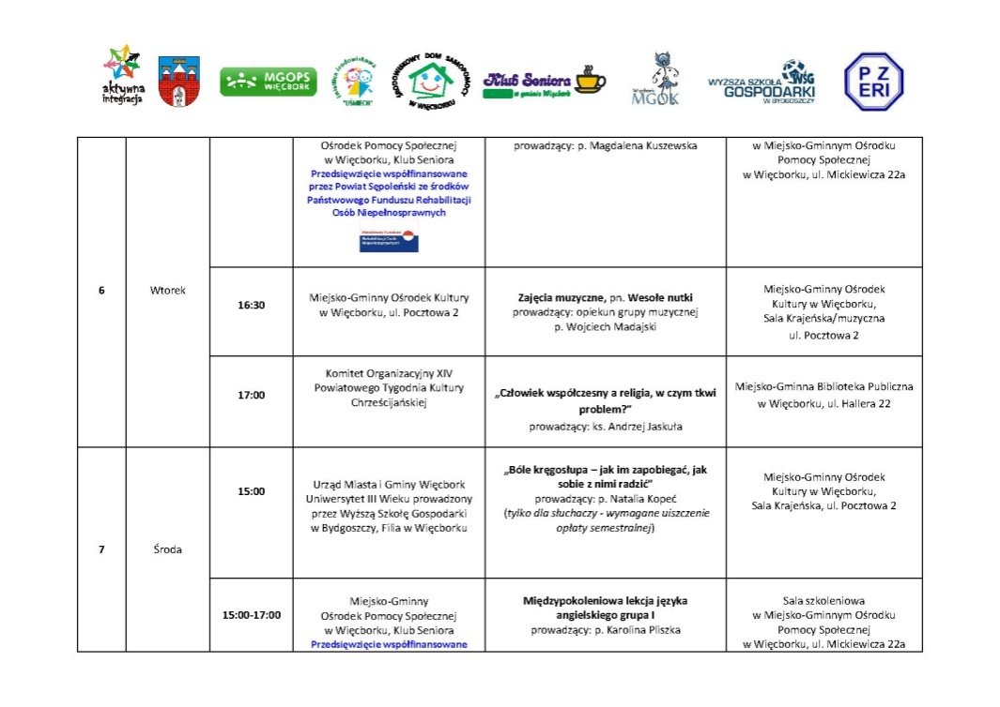 aktywna
integracja
MGOPS
WIĘCBORK
Świetlica Środowiskowa
"UŚMIECH"
ŚRODOWISKOWY DOM SAMOPOMOCY
W WIĘCBORKU
Klub Seniora
w gminie Więcbork
MGOK
WYŻSZA SZKOŁA WSG
GOSPODARKI
W BYDGOSZCZY
P Z
ERI
Ośrodek Pomocy Społecznej
w Więcborku, Klub Seniora
Przedsięwzięcie współfinansowane
przez Powiat Sępoleński ze środków
Państwowego Funduszu Rehabilitacji
Osób Niepełnosprawnych
Państwowy Fundusz
Rehabilitacji Osób
Niepełnosprawnych
prowadzący: p. Magdalena Kuszewska
w Miejsko-Gminnym Ośrodku
Pomocy Społecznej
w Więcborku, ul. Mickiewicza 22a
6
Wtorek
16:30
Miejsko-Gminny Ośrodek Kultury
w Więcborku, ul. Pocztowa 2
Zajęcia muzyczne, pn. Wesołe nutki
prowadzący: opiekun grupy muzycznej
p. Wojciech Madajski
Miejsko-Gminny Ośrodek
Kultury w Więcborku,
Sala Krajeńska/muzyczna
ul. Pocztowa 2
17:00
Komitet Organizacyjny XIV
Powiatowego Tygodnia Kultury
Chrześcijańskiej
„Człowiek współczesny a religia, w czym tkwi
problem?”
prowadzący: ks. Andrzej Jaskuła
Miejsko-Gminna Biblioteka Publiczna
w Więcborku, ul. Hallera 22
7
Środa
15:00
Urząd Miasta i Gminy Więcbork
Uniwersytet III Wieku prowadzony
przez Wyższą Szkołę Gospodarki
w Bydgoszczy, Filia w Więcborku
„Bóle kręgosłupa – jak im zapobiegać, jak
sobie z nimi radzić”
prowadzący: p. Natalia Kopeć
(tylko dla słuchaczy - wymagane uiszczenie
opłaty semestralnej)
Miejsko-Gminny Ośrodek
Kultury w Więcborku,
Sala Krajeńska, ul. Pocztowa 2
15:00-17:00
Miejsko-Gminny
Ośrodek Pomocy Społecznej
w Więcborku, Klub Seniora
Przedsięwzięcie współfinansowane
Międzypokoleniowa lekcja języka
angielskiego grupa I
prowadzący: p. Karolina Pliszka
Sala szkoleniowa
w Miejsko-Gminnym Ośrodku
Pomocy Społecznej
w Więcborku, ul. Mickiewicza 22a